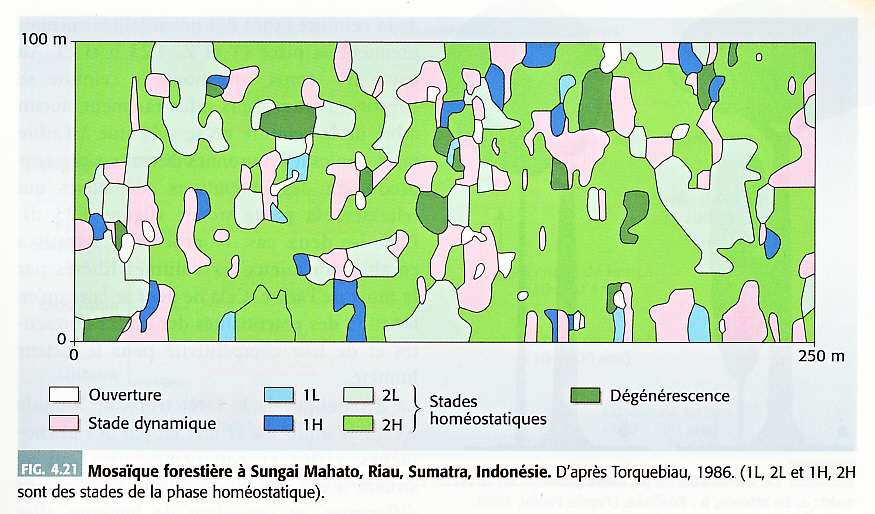 100 m
0
0
250 m
Ouverture
Stade dynamique
1L
1H
2L
2H
Stades
homéostatiques
Dégénérescence
FIG. 4.21 Mosaïque forestière à Sungai Mahato, Riau, Sumatra, Indonésie. D'après Torquebiau, 1986. (1L, 2L et 1H, 2H
sont des stades de la phase homéostatique).